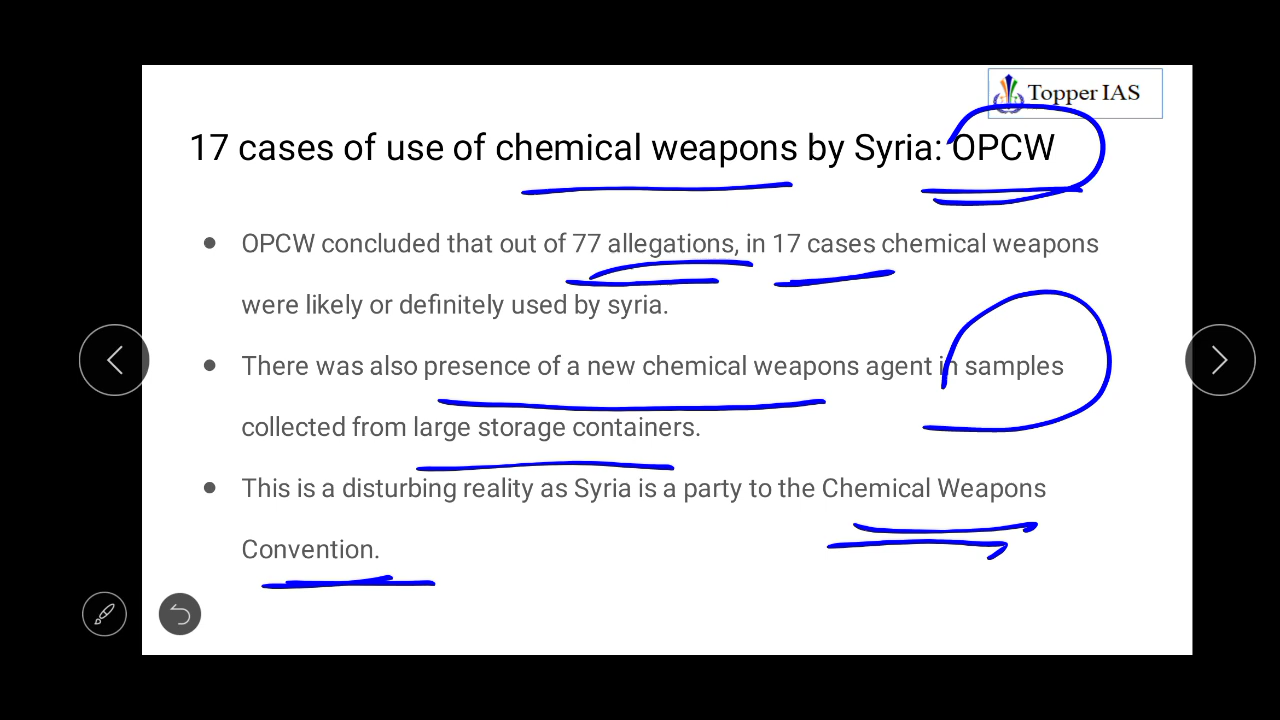 Topper IAS
17 cases of use of chemical weapons by Syria: OPCW
OPCW concluded that out of 77 allegations, in 17 cases chemical weapons
were likely or definitely used by syria.
There was also presence of a new chemical weapons agent in samples
collected from large storage containers.
This is a disturbing reality as Syria is a party to the Chemical Weapons
Convention.